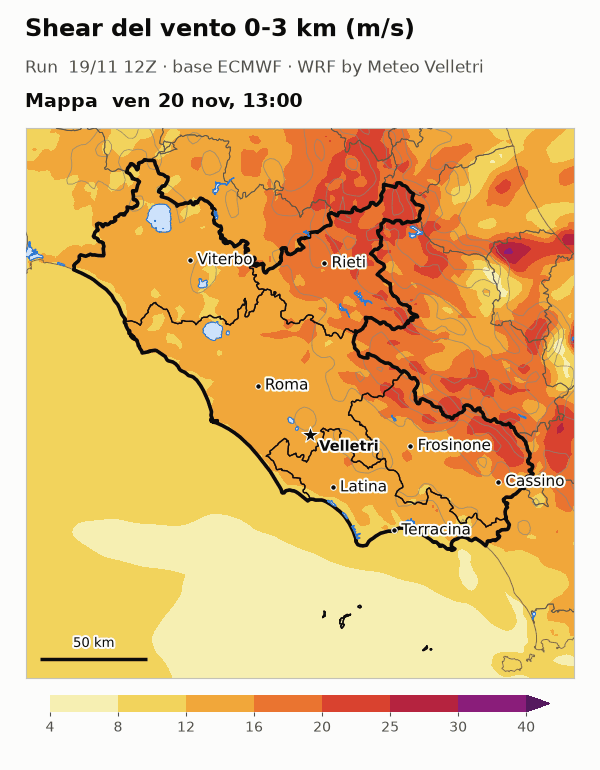 Shear del vento 0-3 km (m/s)
Run  19/11 12Z · base ECMWF · WRF by Meteo Velletri
Mappa  ven 20 nov, 13:00
Viterbo
Rieti
Roma
Velletri
Frosinone
Cassino
Latina
Terracina
50 km
4 8 12 16 20 25 30 40